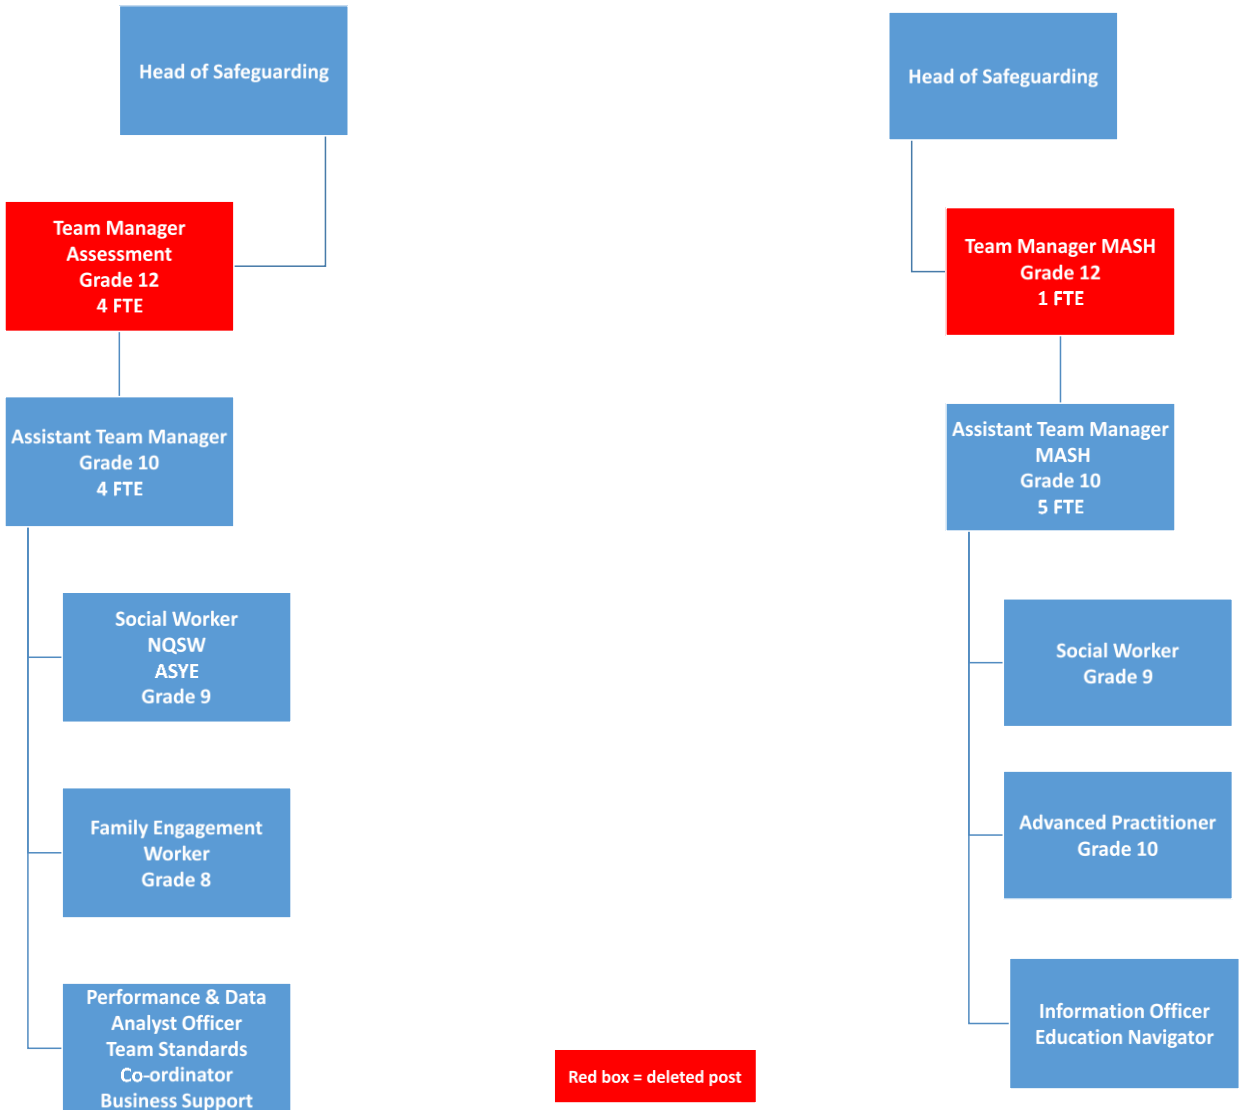 Head of Safeguarding
Team Manager
Assessment
Grade 12
4 FTE
Assistant Team Manager
Grade 10
4 FTE
Social Worker
NQSW
ASYE
Grade 9
Family Engagement
Worker
Grade 8
Performance & Data
Analyst Officer
Team Standards
Co-ordinator
Business Support
Head of Safeguarding
Team Manager MASH
Grade 12
1 FTE
Assistant Team Manager
MASH
Grade 10
5 FTE
Social Worker
Grade 9
Advanced Practitioner
Grade 10
Information Officer
Education Navigator
Red box = deleted post